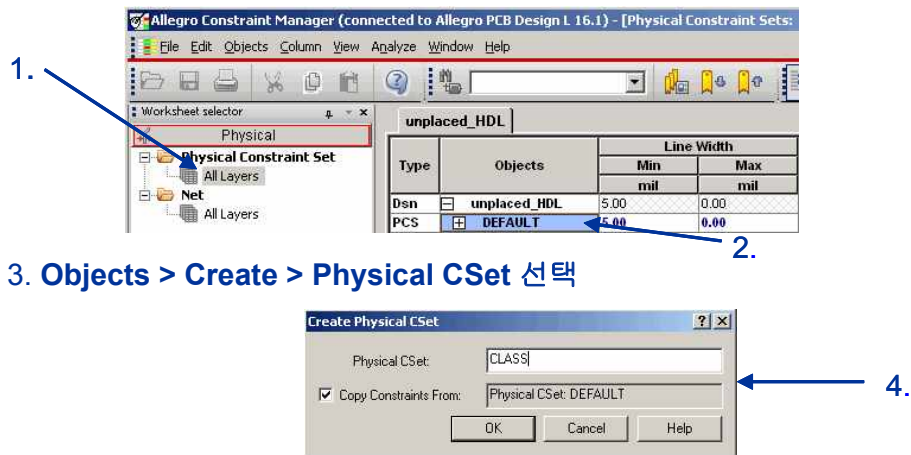 Allegro Constraint Manager (connected to Allegro PCB Design L 16.1) - [Physical Constraint Sets:
File Edit Objects Column View Analyze Window Help
1.
Worksheet selector
Physical
Physical Constraint Set
All Layers
Net
All Layers
unplaced_HDL
Type Objects Line Width
Min Max
mil mil
Dsn unplaced_HDL 5.00 0.00
PCS DEFAULT 5.00 0.00
2.
3. Objects > Create > Physical CSet 선택
Create Physical CSet
Physical CSet: CLASS
Copy Constraints From: Physical CSet: DEFAULT
OK Cancel Help
4.